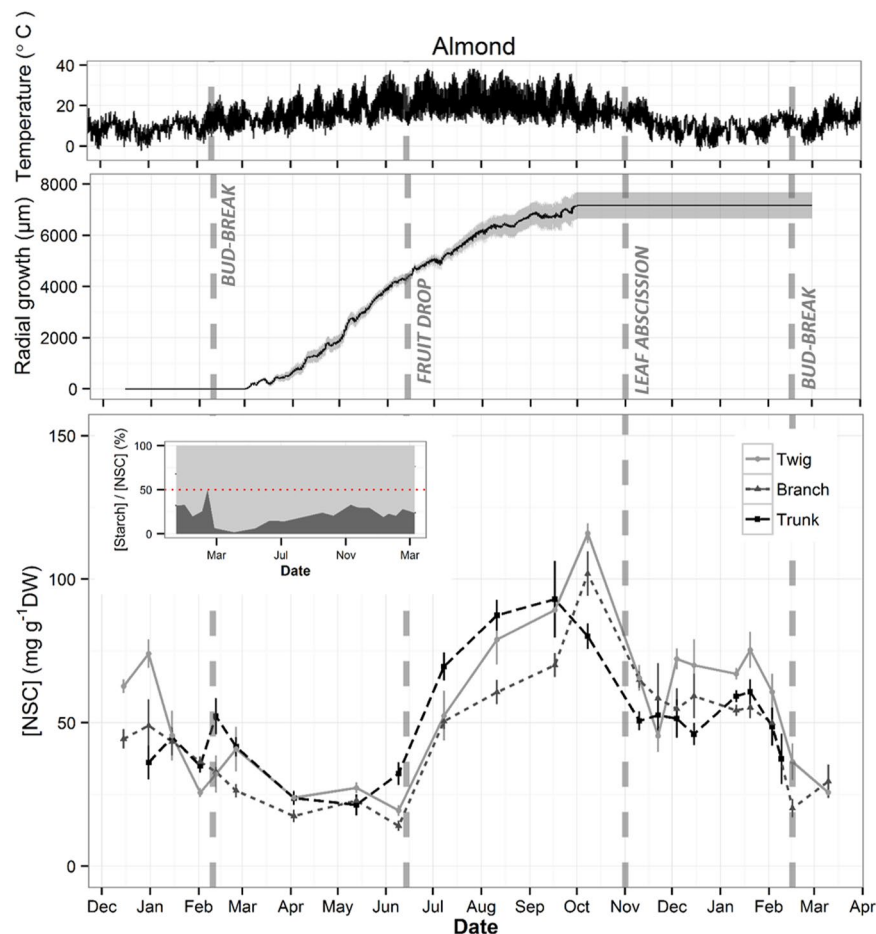 Almond
Temperature (° C )
40
20
0
Radial growth (µm)
8000
6000
4000
2000
0
BUD-BREAK
FRUIT DROP
LEAF ABSCISSION
BUD-BREAK
[NSC] (mg g⁻¹DW)
150
100
50
0
[Starch] / [NSC] (%)
100
50
0
Mar Jul Nov Mar
Date
Twig
Branch
Trunk
Dec Jan Feb Mar Apr May Jun Jul Aug Sep Oct Nov Dec Jan Feb Mar Apr
Date